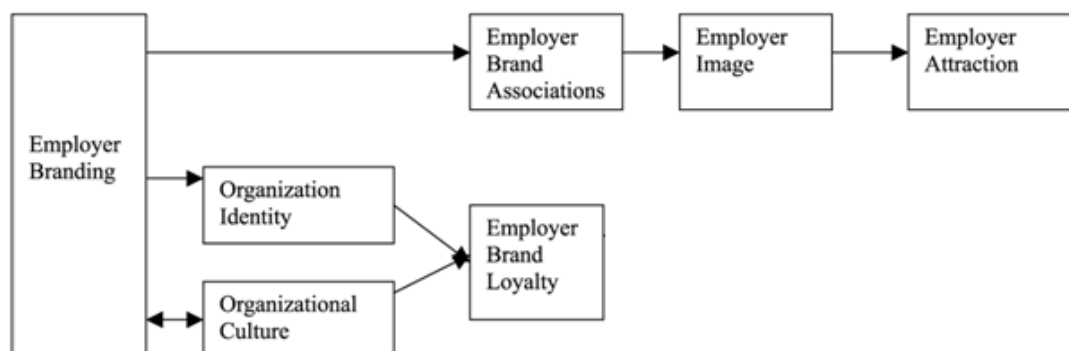 Employer
Branding
Employer
Brand
Associations
Employer
Image
Employer
Attraction
Organization
Identity
Organizational
Culture
Employer
Brand
Loyalty